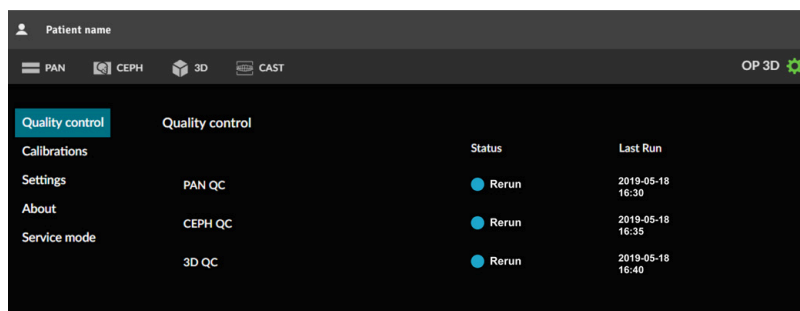 Patient name
PAN CEPH 3D CAST OP 3D
Quality control
Calibrations
Settings
About
Service mode
Quality control
Status Last Run
PAN QC Rerun 2019-05-18
16:30
CEPH QC Rerun 2019-05-18
16:35
3D QC Rerun 2019-05-18
16:40